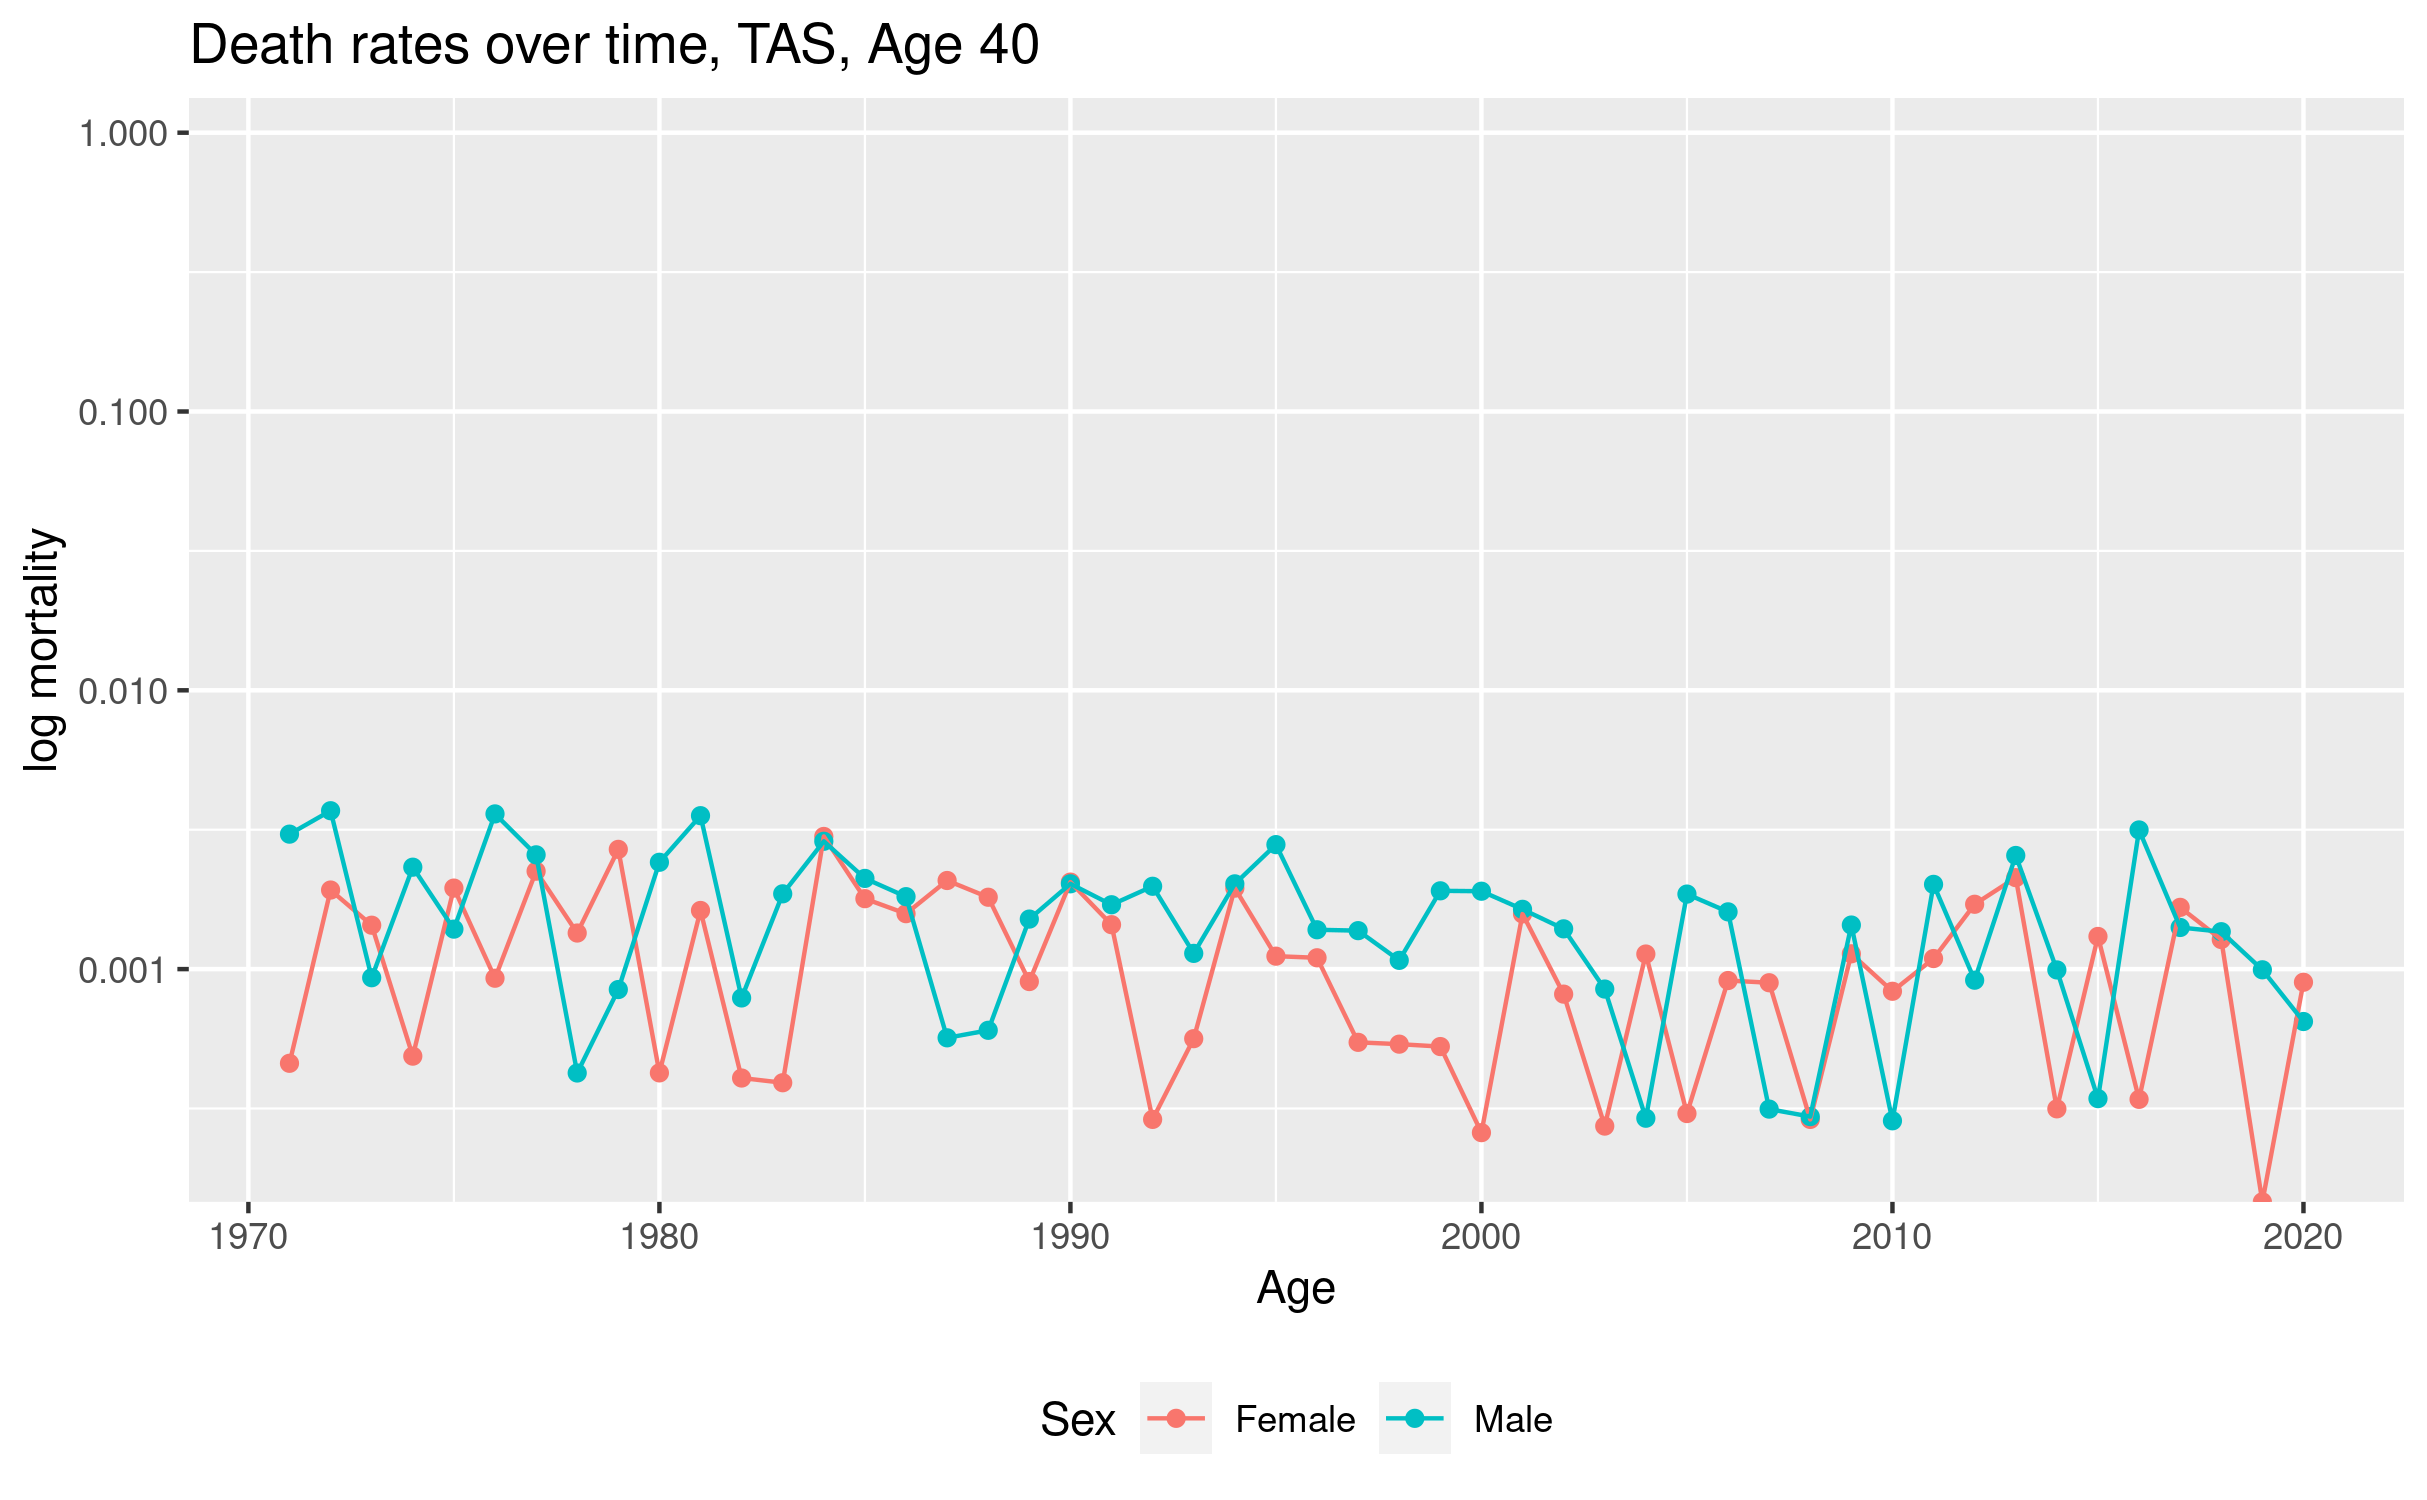 Death rates over time, TAS, Age 40
1.000
0.100
0.010
0.001
log mortality
1970 1980 1990 2000 2010 2020
Age
Sex Female Male